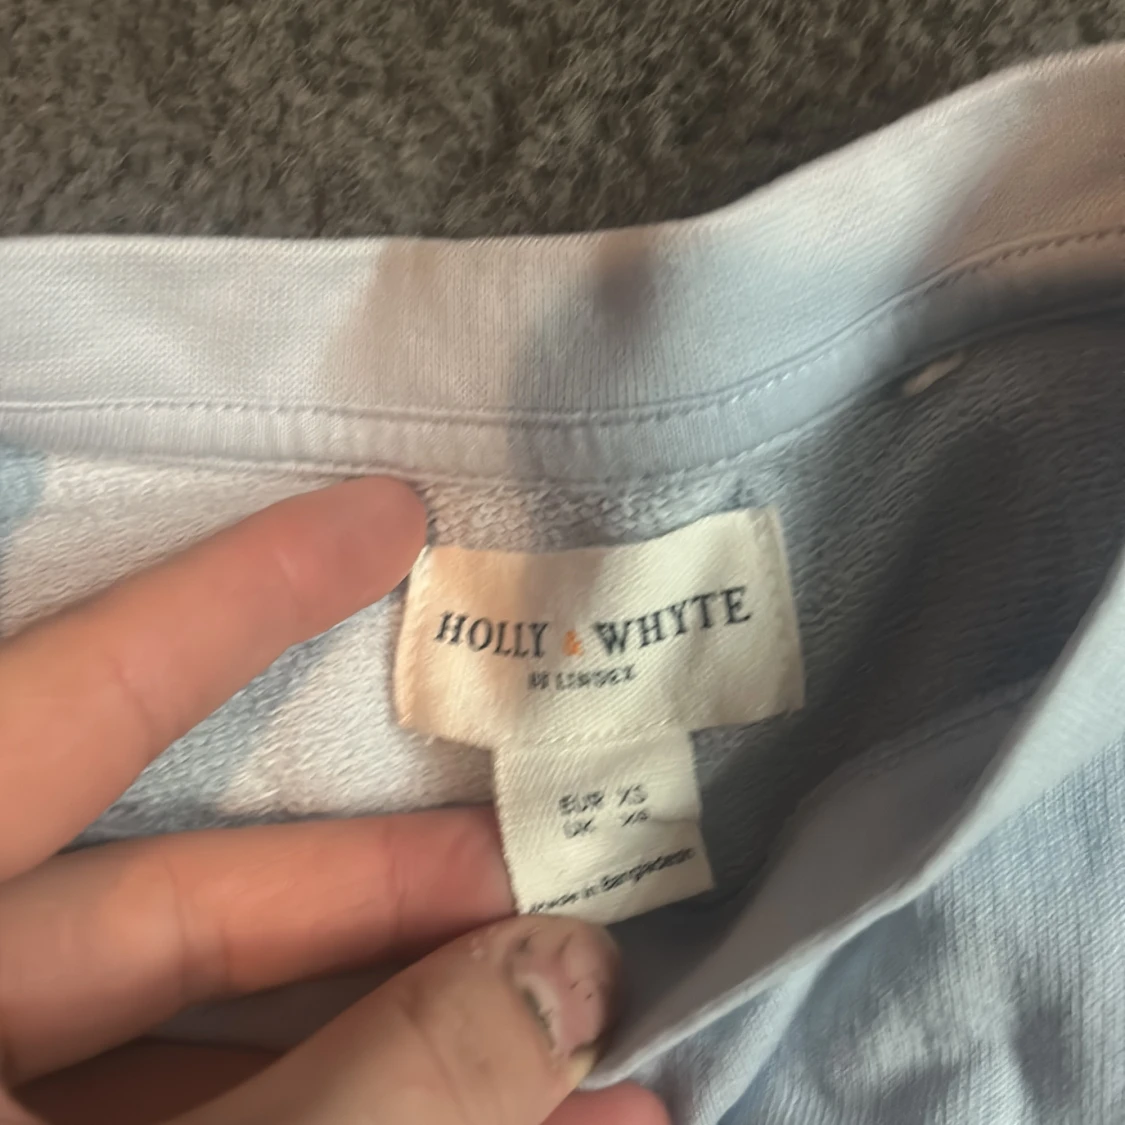 HOLLY & WHYTE
BY LINDEX
EUR XS
UK XS
Made in Bangladesh